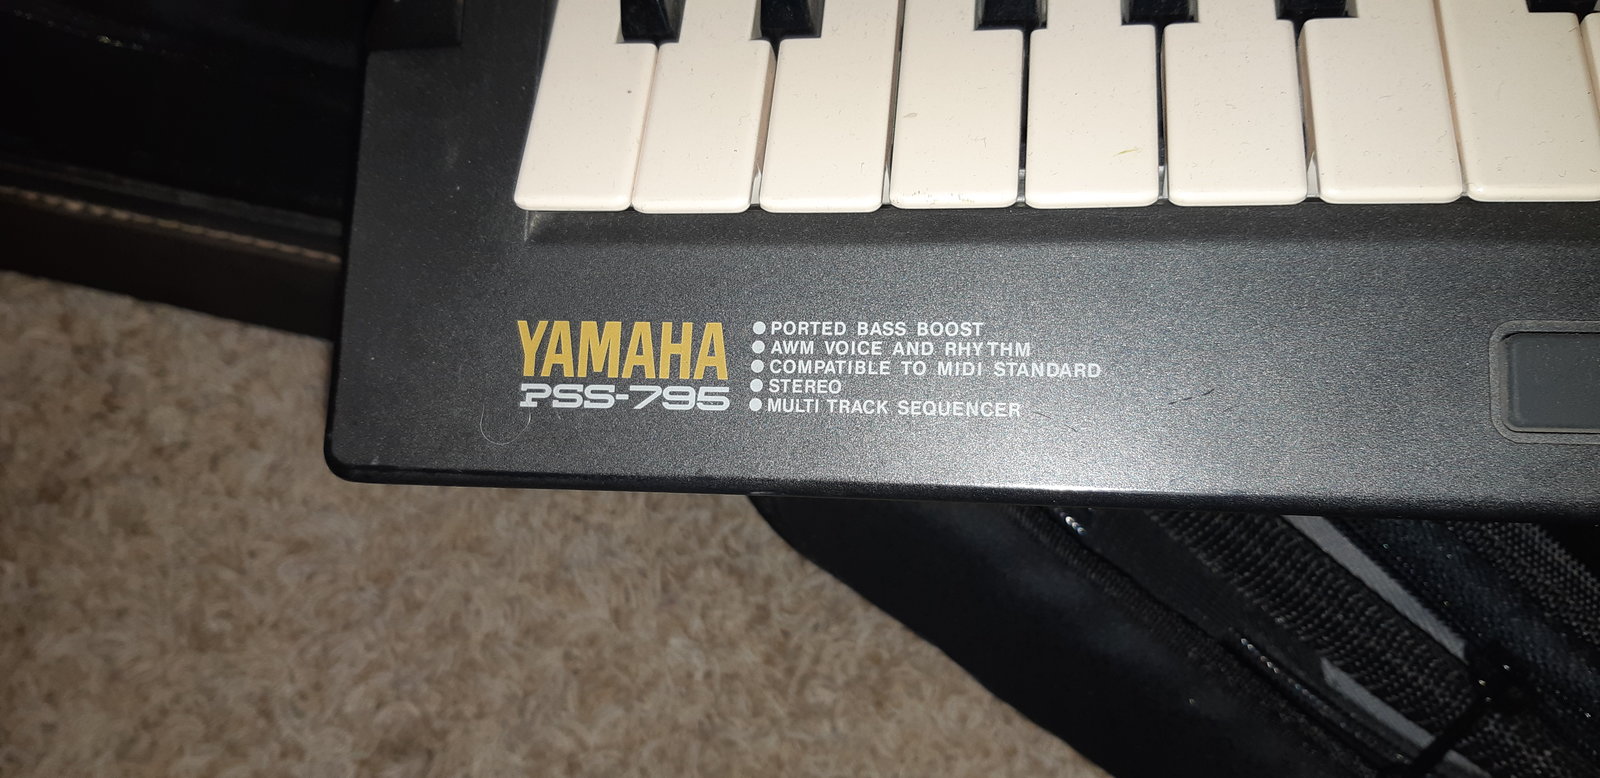 YAMAHA
PSS-795
●PORTED BASS BOOST
●AWM VOICE AND RHYTHM
●COMPATIBLE TO MIDI STANDARD
●STEREO
●MULTI TRACK SEQUENCER